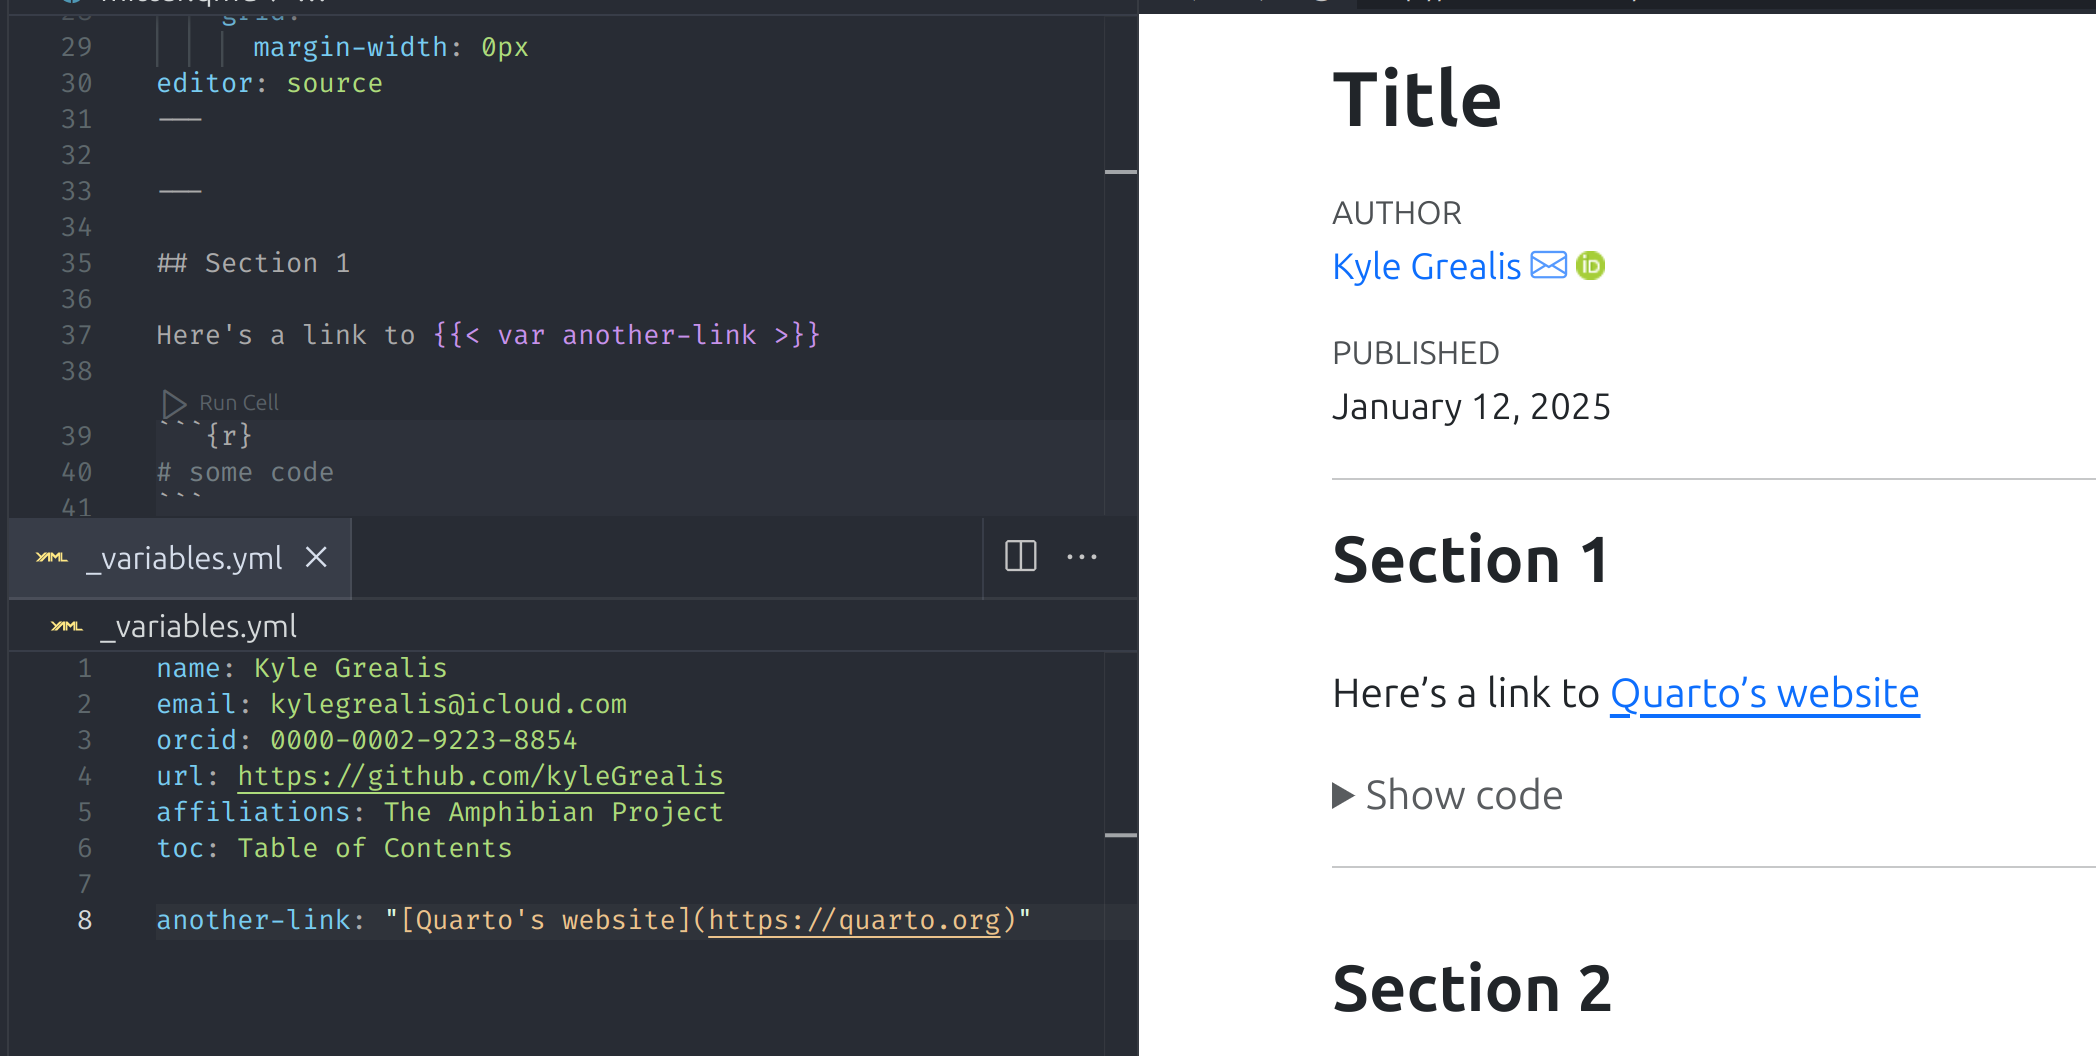 grid:
29 margin-width: 0px
30 editor: source
31 ---
32
33 ---
34
35 ## Section 1
36
37 Here's a link to {{< var another-link >}}
38
Run Cell
39 ```{r}
40 # some code
41 ```
YAML _variables.yml
YAML _variables.yml
1 name: Kyle Grealis
2 email: kylegrealis@icloud.com
3 orcid: 0000-0002-9223-8854
4 url: https://github.com/kyleGrealis
5 affiliations: The Amphibian Project
6 toc: Table of Contents
7
8 another-link: "[Quarto's website](https://quarto.org)"
Title
AUTHOR
Kyle Grealis iD
PUBLISHED
January 12, 2025
Section 1
Here’s a link to Quarto’s website
Show code
Section 2